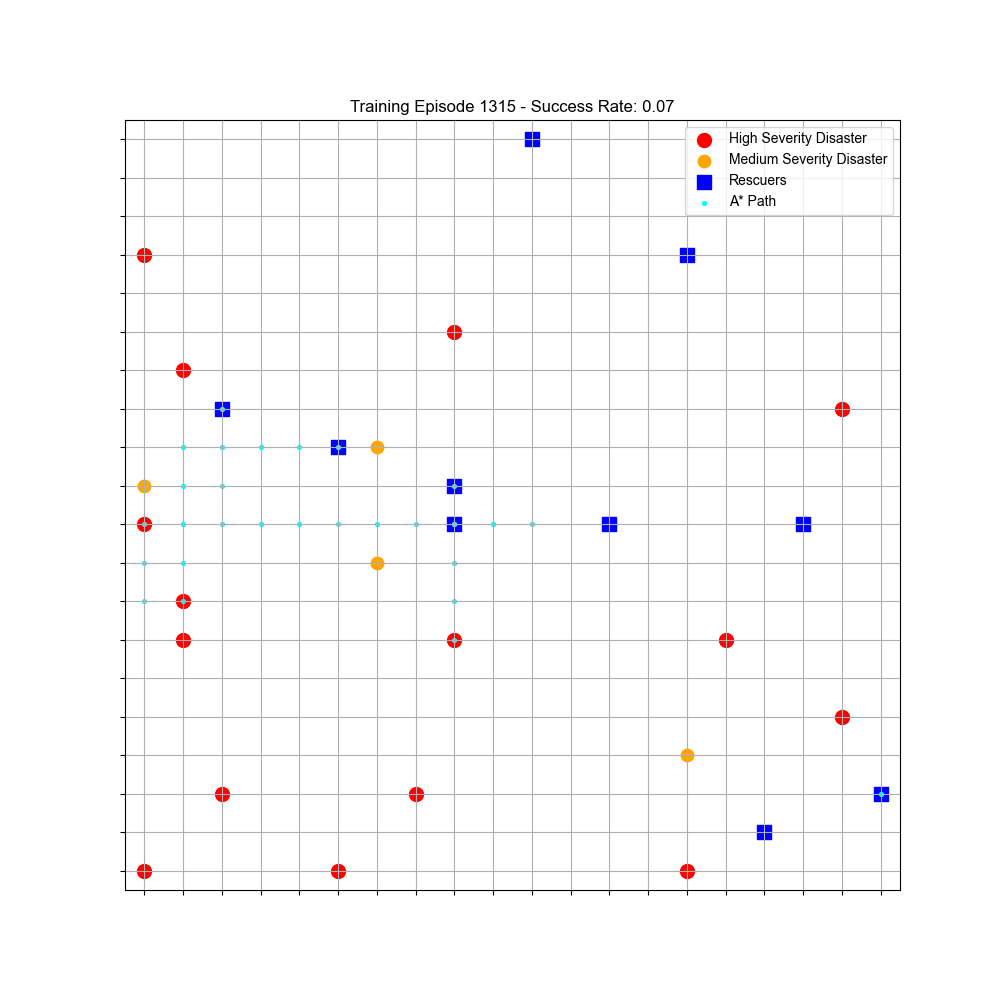 Training Episode 1315 - Success Rate: 0.07
High Severity Disaster
Medium Severity Disaster
Rescuers
A* Path